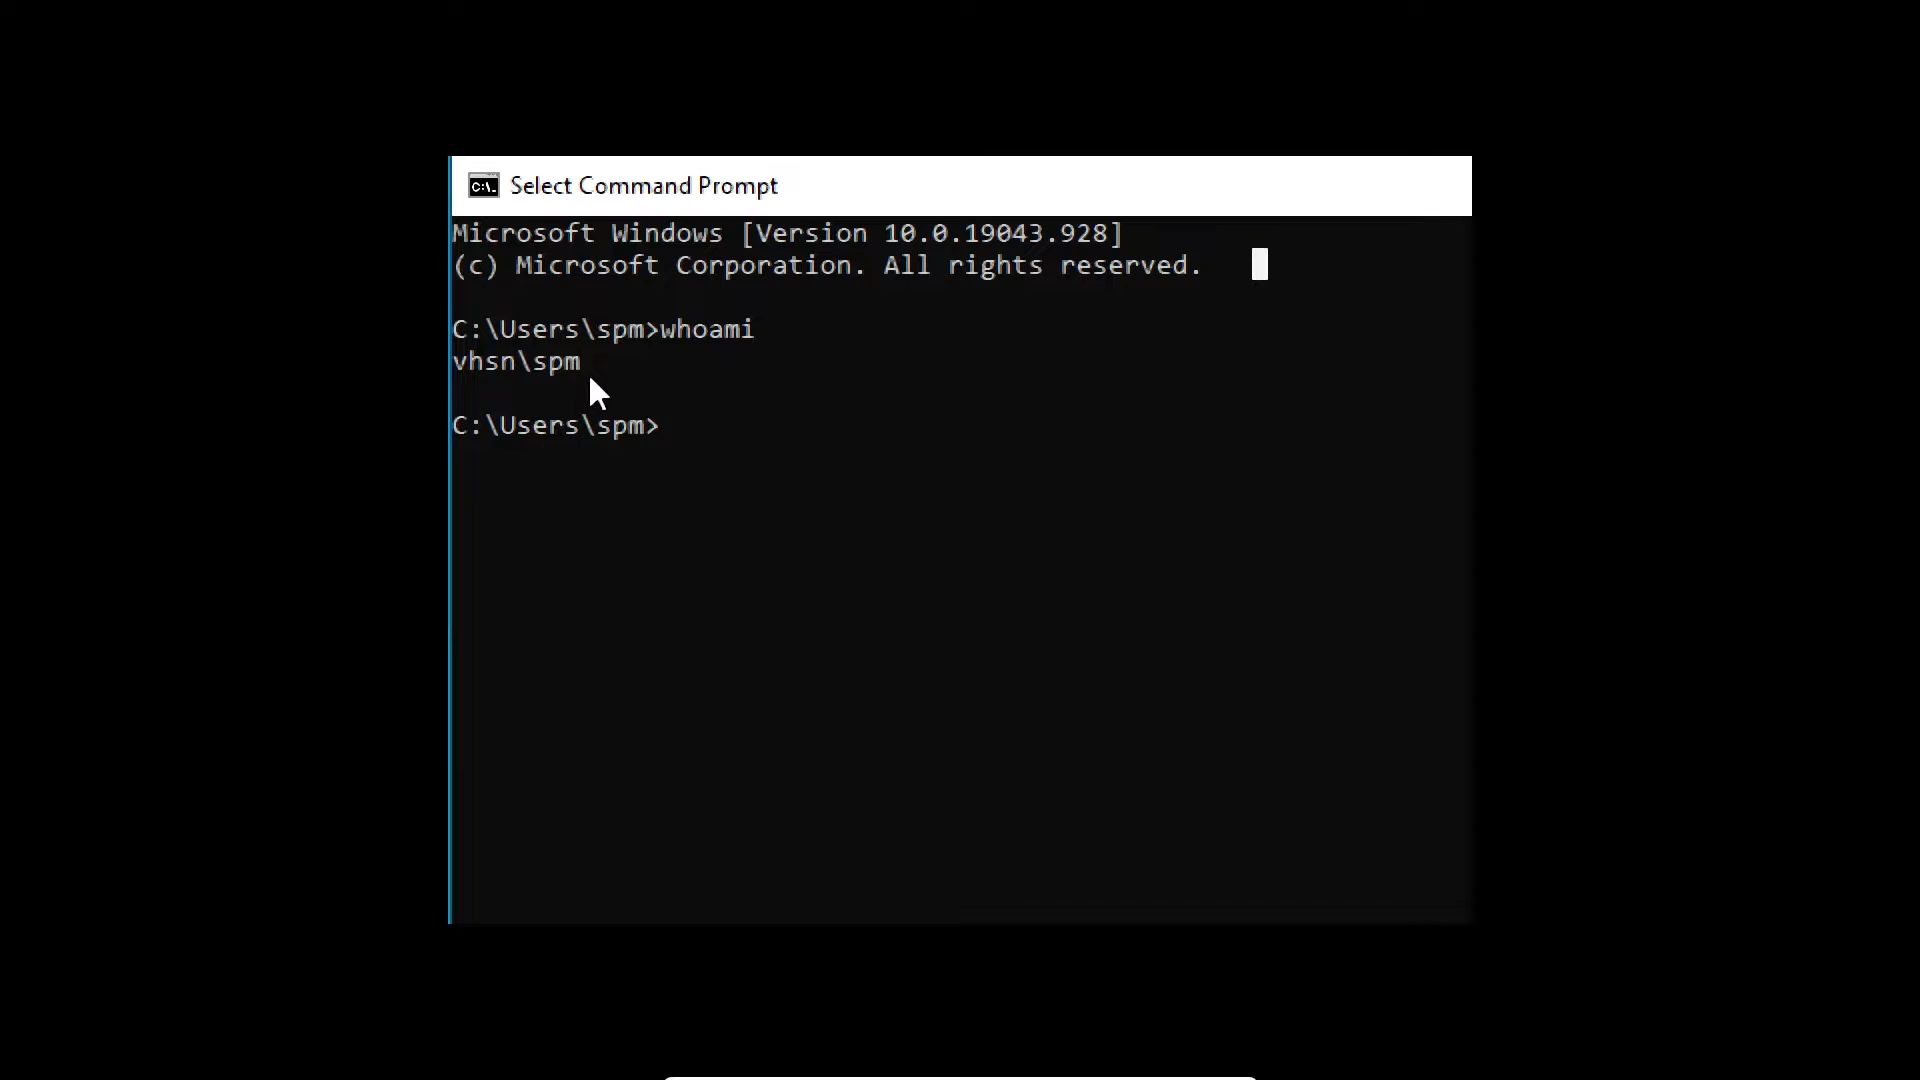 Select Command Prompt
Microsoft Windows [Version 10.0.19043.928]
(c) Microsoft Corporation. All rights reserved.
C:\Users\spm>whoami
vhsn\spm
C:\Users\spm>